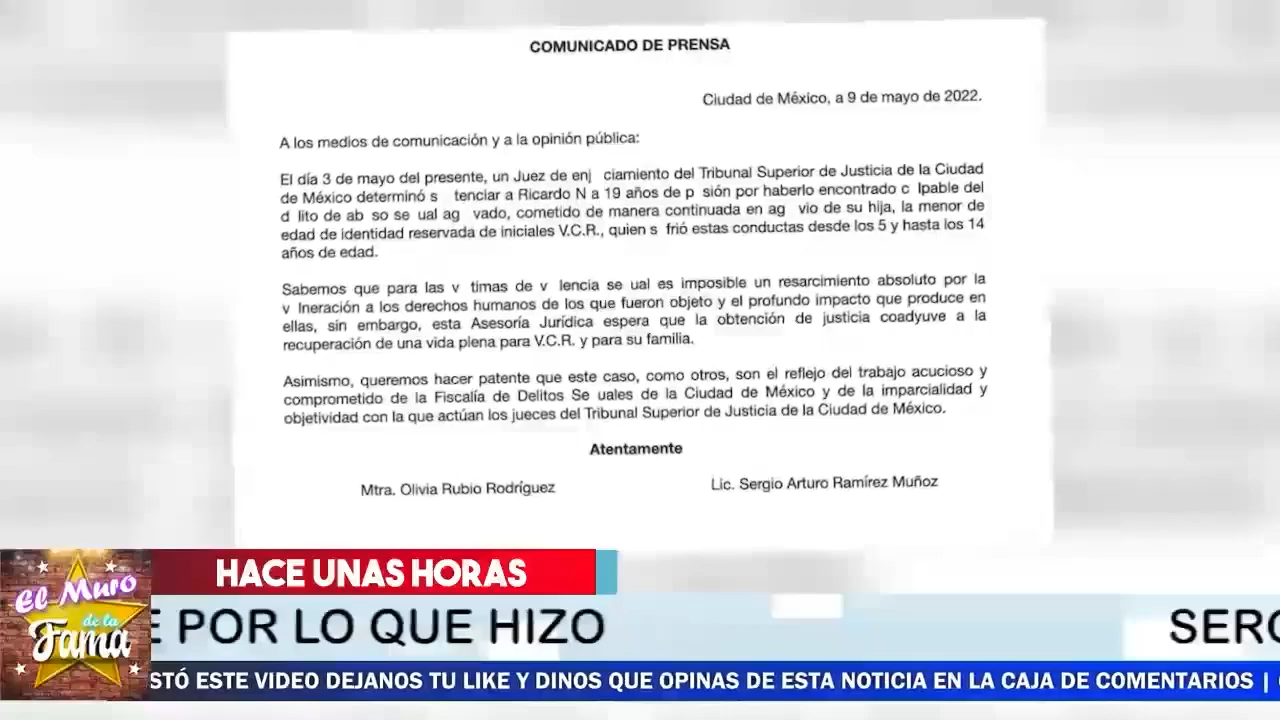 COMUNICADO DE PRENSA
Ciudad de México, a 9 de mayo de 2022.
A los medios de comunicación y a la opinión pública:
El día 3 de mayo del presente, un Juez de enj ciamiento del Tribunal Superior de Justicia de la Ciudad
de México determinó s tenciar a Ricardo N a 19 años de p sión por haberlo encontrado c lpable del
d lito de ab so se ual ag vado, cometido de manera continuada en ag vio de su hija, la menor de
edad de identidad reservada de iniciales V.C.R., quien s frió estas conductas desde los 5 y hasta los 14
años de edad.
Sabemos que para las v timas de v lencia se ual es imposible un resarcimiento absoluto por la
v lneración a los derechos humanos de los que fueron objeto y el profundo impacto que produce en
ellas, sin embargo, esta Asesoría Jurídica espera que la obtención de justicia coadyuve a la
recuperación de una vida plena para V.C.R. y para su familia.
Asimismo, queremos hacer patente que este caso, como otros, son el reflejo del trabajo acucioso y
comprometido de la Fiscalía de Delitos Se uales de la Ciudad de México y de la imparcialidad y
objetividad con la que actúan los jueces del Tribunal Superior de Justicia de la Ciudad de México.
Atentamente
Mtra. Olivia Rubio Rodríguez
Lic. Sergio Arturo Ramírez Muñoz
HACE UNAS HORAS
El Muro
de la
Fama
E POR LO QUE HIZO
SERG
STÓ ESTE VIDEO DEJANOS TU LIKE Y DINOS QUE OPINAS DE ESTA NOTICIA EN LA CAJA DE COMENTARIOS |